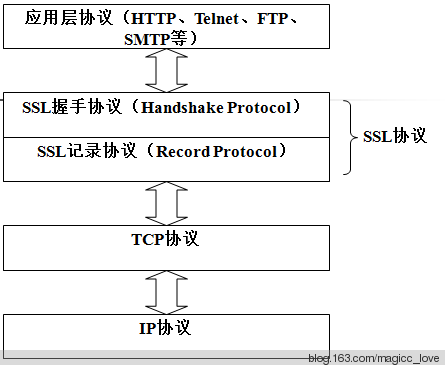 应用层协议（HTTP、Telnet、FTP、
SMTP等）
SSL握手协议（Handshake Protocol）
SSL记录协议（Record Protocol）
SSL协议
TCP协议
IP协议
blog.163.com/magicc_love